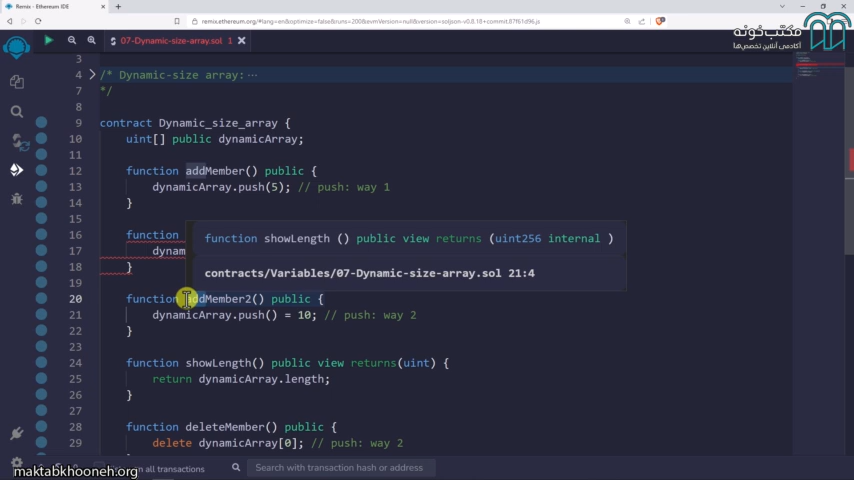 Remix - Ethereum IDE
remix.ethereum.org/#lang=en&optimize=false&runs=200&evmVersion=null&version=soljson-v0.8.18+commit.87f61d96.js
مکتب‌خونه
آکادمی آنلاین تخصص‌ها
07-Dynamic-size-array.sol 1
3
4 /* Dynamic-size array: ···
7 */
8
9 contract Dynamic_size_array {
10 uint[] public dynamicArray;
11
12 function addMember() public {
13 dynamicArray.push(5); // push: way 1
14 }
15
16 function
17 dynam
18 }
function showLength () public view returns (uint256 internal )
contracts/Variables/07-Dynamic-size-array.sol 21:4
19
20 function addMember2() public {
21 dynamicArray.push() = 10; // push: way 2
22 }
23
24 function showLength() public view returns(uint) {
25 return dynamicArray.length;
26 }
27
28 function deleteMember() public {
29 delete dynamicArray[0]; // push: way 2
all transactions
Search with transaction hash or address
maktabkhooneh.org